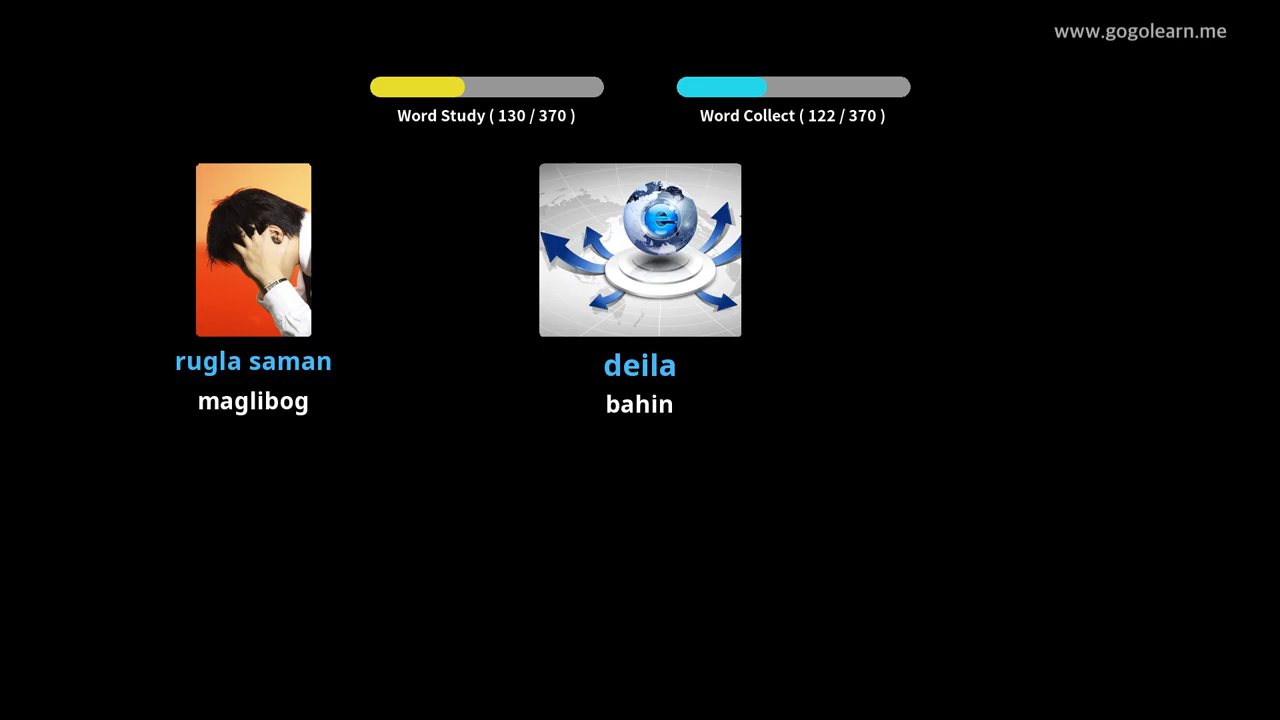 www.gogolearn.me
Word Study ( 130 / 370 )
Word Collect ( 122 / 370 )
e
rugla saman
maglibog
deila
bahin